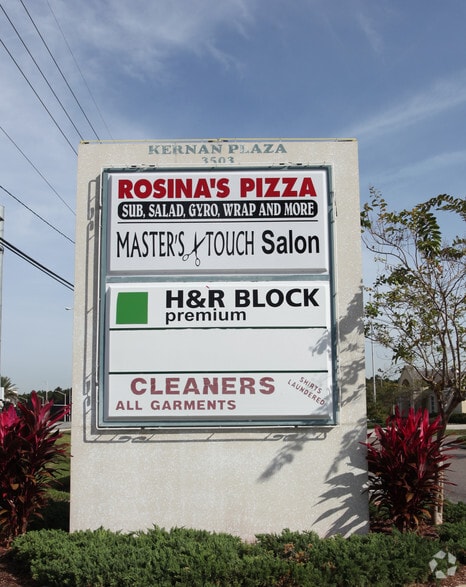 KERNAN PLAZA
3503
ROSINA'S PIZZA
SUB, SALAD, GYRO, WRAP AND MORE
MASTER'S TOUCH Salon
H&R BLOCK
premium
CLEANERS
ALL GARMENTS
SHIRTS
LAUNDERED